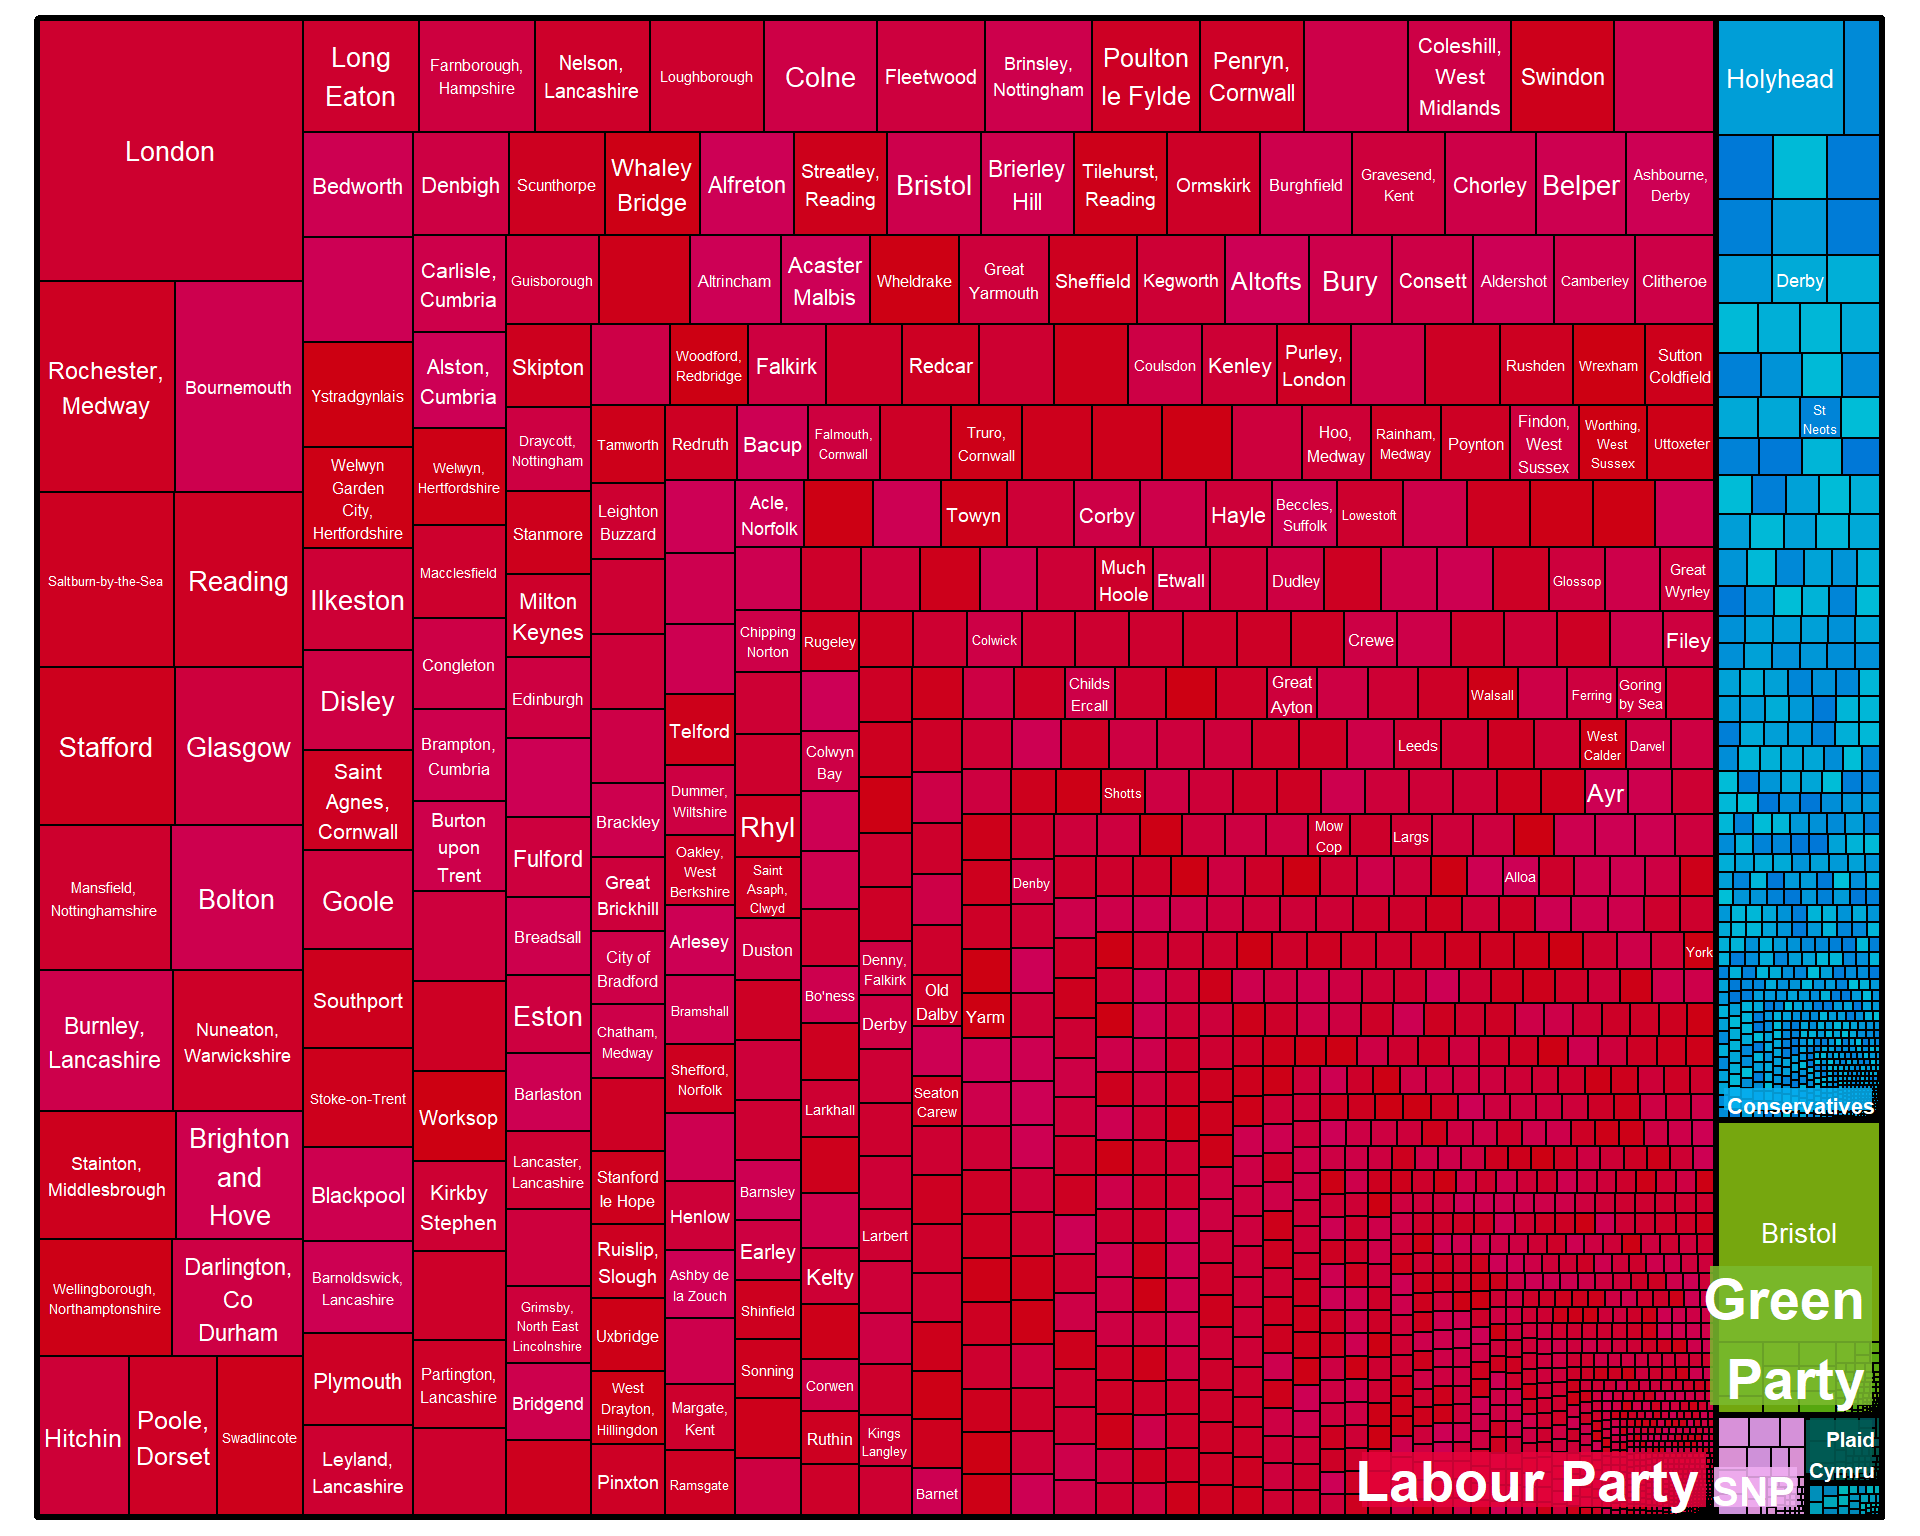 London
Rochester,
Medway
Bournemouth
Saltburn-by-the-Sea
Reading
Stafford
Glasgow
Mansfield,
Nottinghamshire
Bolton
Burnley,
Lancashire
Nuneaton,
Warwickshire
Stainton,
Middlesbrough
Brighton
and
Hove
Wellingborough,
Northamptonshire
Darlington,
Co
Durham
Hitchin
Poole,
Dorset
Swadlincote
Long
Eaton
Farnborough,
Hampshire
Nelson,
Lancashire
Loughborough
Colne
Fleetwood
Brinsley,
Nottingham
Poulton
le Fylde
Penryn,
Cornwall
Coleshill,
West
Midlands
Swindon
Bedworth
Ystradgynlais
Welwyn
Garden
City,
Hertfordshire
Ilkeston
Disley
Saint
Agnes,
Cornwall
Goole
Southport
Stoke-on-Trent
Blackpool
Barnoldswick,
Lancashire
Plymouth
Leyland,
Lancashire
Denbigh
Scunthorpe
Whaley
Bridge
Alfreton
Streatley,
Reading
Bristol
Brierley
Hill
Tilehurst,
Reading
Ormskirk
Burghfield
Gravesend,
Kent
Chorley
Belper
Ashbourne,
Derby
Carlisle,
Cumbria
Alston,
Cumbria
Welwyn,
Hertfordshire
Macclesfield
Congleton
Brampton,
Cumbria
Burton
upon
Trent
Worksop
Kirkby
Stephen
Partington,
Lancashire
Guisborough
Altrincham
Acaster
Malbis
Wheldrake
Great
Yarmouth
Sheffield
Kegworth
Altofts
Bury
Consett
Aldershot
Camberley
Clitheroe
Skipton
Draycott,
Nottingham
Stanmore
Milton
Keynes
Edinburgh
Fulford
Breadsall
Eston
Barlaston
Lancaster,
Lancashire
Grimsby,
North East
Lincolnshire
Bridgend
Woodford,
Redbridge
Falkirk
Redcar
Coulsdon
Kenley
Purley,
London
Rushden
Wrexham
Sutton
Coldfield
Tamworth
Leighton
Buzzard
Brackley
Great
Brickhill
City of
Bradford
Chatham,
Medway
Stanford
le Hope
Ruislip,
Slough
Uxbridge
West
Drayton,
Hillingdon
Pinxton
Redruth
Bacup
Falmouth,
Cornwall
Truro,
Cornwall
Hoo,
Medway
Rainham,
Medway
Poynton
Findon,
West
Sussex
Worthing,
West
Sussex
Uttoxeter
Telford
Dummer,
Wiltshire
Oakley,
West
Berkshire
Arlesey
Bramshall
Shefford,
Norfolk
Henlow
Ashby de
la Zouch
Margate,
Kent
Ramsgate
Acle,
Norfolk
Towyn
Corby
Hayle
Beccles,
Suffolk
Lowestoft
Chipping
Norton
Rhyl
Saint
Asaph,
Clwyd
Duston
Barnsley
Earley
Shinfield
Sonning
Much
Hoole
Etwall
Dudley
Glossop
Great
Wyrley
Rugeley
Colwyn
Bay
Bo'ness
Larkhall
Kelty
Corwen
Ruthin
Colwick
Crewe
Filey
Denny,
Falkirk
Derby
Larbert
Kings
Langley
Childs
Ercall
Great
Ayton
Walsall
Ferring
Goring
by Sea
Old
Dalby
Seaton
Carew
Barnet
Leeds
West
Calder
Darvel
Yarm
Shotts
Ayr
Denby
Mow
Cop
Largs
Alloa
York
Labour Party
Holyhead
Derby
St
Neots
Conservatives
Bristol
Green
Party
SNP
Plaid
Cymru